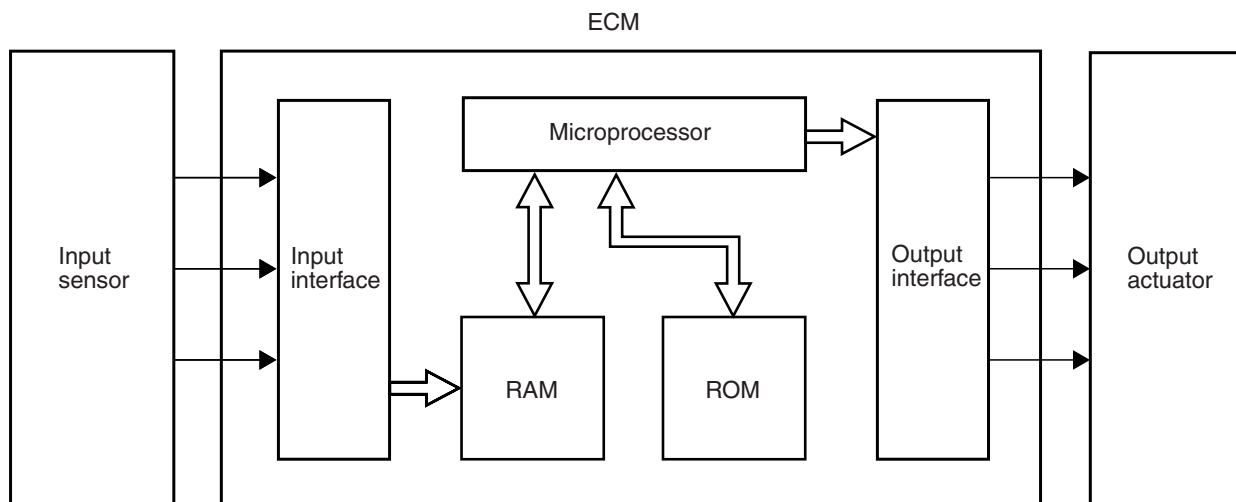 ECM
Input
sensor
Input
interface
Microprocessor
RAM
ROM
Output
interface
Output
actuator